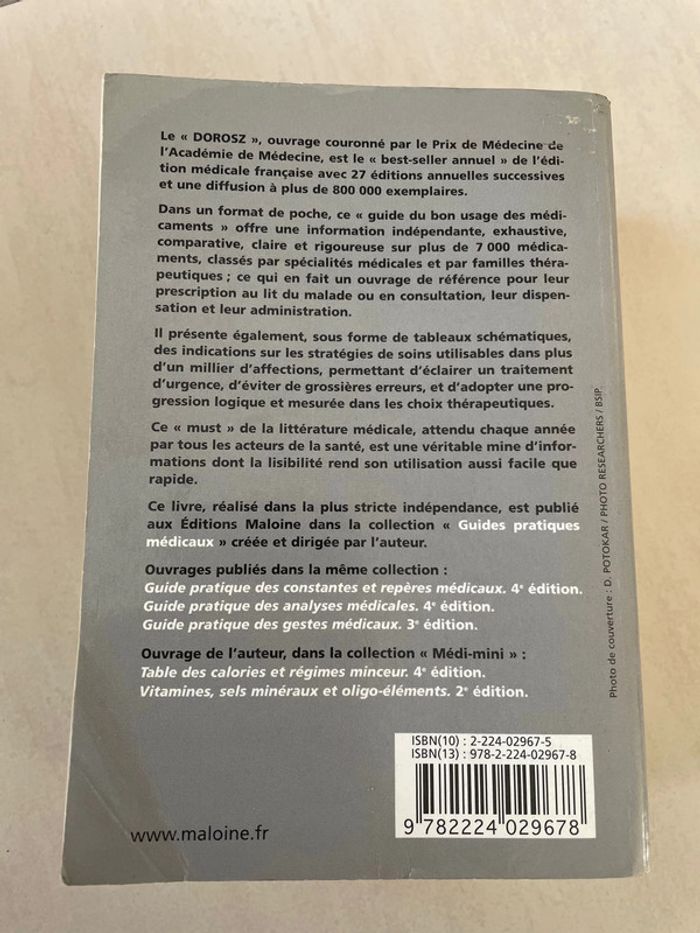 Le « DOROSZ », ouvrage couronné par le Prix de Médecine de
l'Académie de Médecine, est le « best-seller annuel » de l'édi-
tion médicale française avec 27 éditions annuelles successives
et une diffusion à plus de 800 000 exemplaires.
Dans un format de poche, ce « guide du bon usage des médi-
caments » offre une information indépendante, exhaustive,
comparative, claire et rigoureuse sur plus de 7 000 médica-
ments, classés par spécialités médicales et par familles théra-
peutiques ; ce qui en fait un ouvrage de référence pour leur
prescription au lit du malade ou en consultation, leur dispen-
sation et leur administration.
Il présente également, sous forme de tableaux schématiques,
des indications sur les stratégies de soins utilisables dans plus
d'un millier d'affections, permettant d'éclairer un traitement
d'urgence, d'éviter de grossières erreurs, et d'adopter une pro-
gression logique et mesurée dans les choix thérapeutiques.
Ce « must » de la littérature médicale, attendu chaque année
par tous les acteurs de la santé, est une véritable mine d'infor-
mations dont la lisibilité rend son utilisation aussi facile que
rapide.
Ce livre, réalisé dans la plus stricte indépendance, est publié
aux Éditions Maloine dans la collection « Guides pratiques
médicaux » créée et dirigée par l'auteur.
Ouvrages publiés dans la même collection :
Guide pratique des constantes et repères médicaux. 4e édition.
Guide pratique des analyses médicales. 4e édition.
Guide pratique des gestes médicaux. 3e édition.
Ouvrage de l'auteur, dans la collection « Médi-mini » :
Table des calories et régimes minceur. 4e édition.
Vitamines, sels minéraux et oligo-éléments. 2e édition.
Photo de couverture : D. POTOKAR / PHOTO RESEARCHERS / BSIP.
ISBN(10) : 2-224-02967-5
ISBN(13) : 978-2-224-02967-8
9 782224 029678
www.maloine.fr